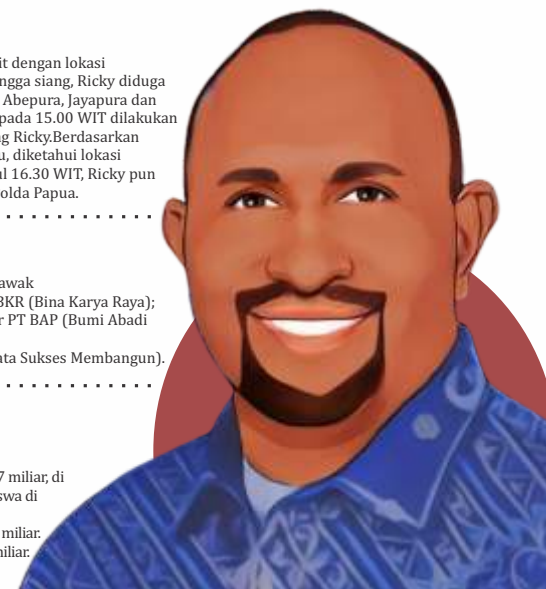 it dengan lokasi
ngga siang, Ricky diduga
Abepura, Jayapura dan
pada 15.00 WIT dilakukan
g Ricky.Berdasarkan
u, diketahui lokasi
l 16.30 WIT, Ricky pun
olda Papua.
awak
BKR (Bina Karya Raya);
r PT BAP (Bumi Abadi
ata Sukses Membangun).
7 miliar, di
swa di
miliar.
miliar.